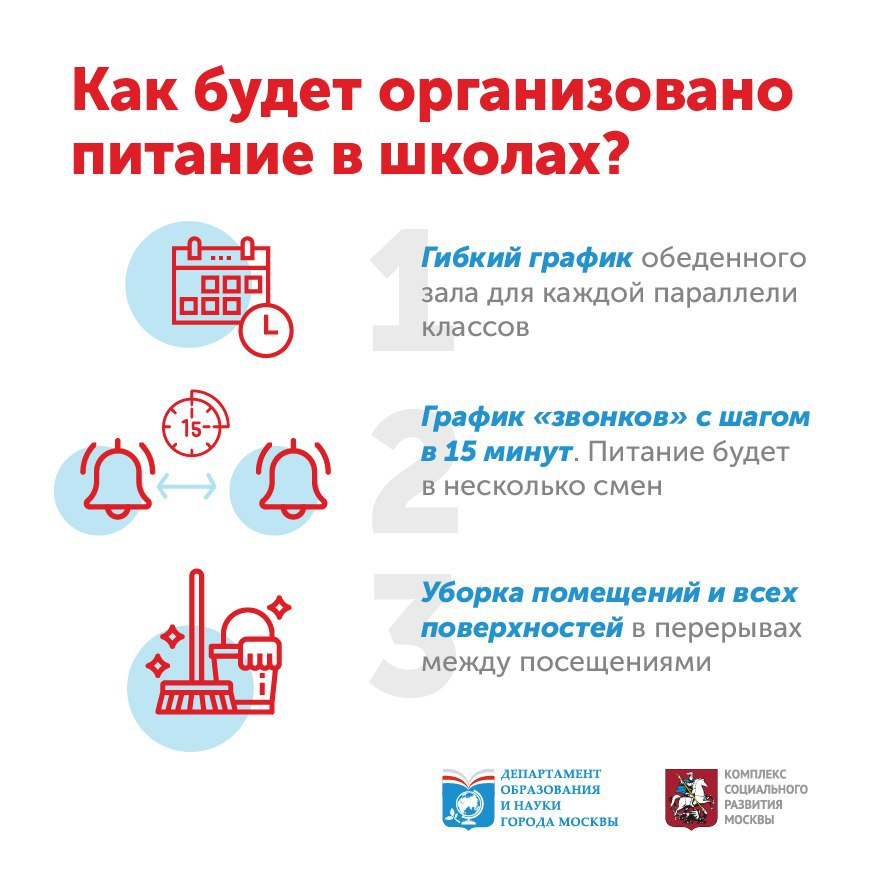 Как будет организовано
питание в школах?
1
Гибкий график обеденного
зала для каждой параллели
классов
15
2
График «звонков» с шагом
в 15 минут. Питание будет
в несколько смен
3
Уборка помещений и всех
поверхностей в перерывах
между посещениями
ДЕПАРТАМЕНТ
ОБРАЗОВАНИЯ
И НАУКИ
ГОРОДА МОСКВЫ
КОМПЛЕКС
СОЦИАЛЬНОГО
РАЗВИТИЯ
МОСКВЫ